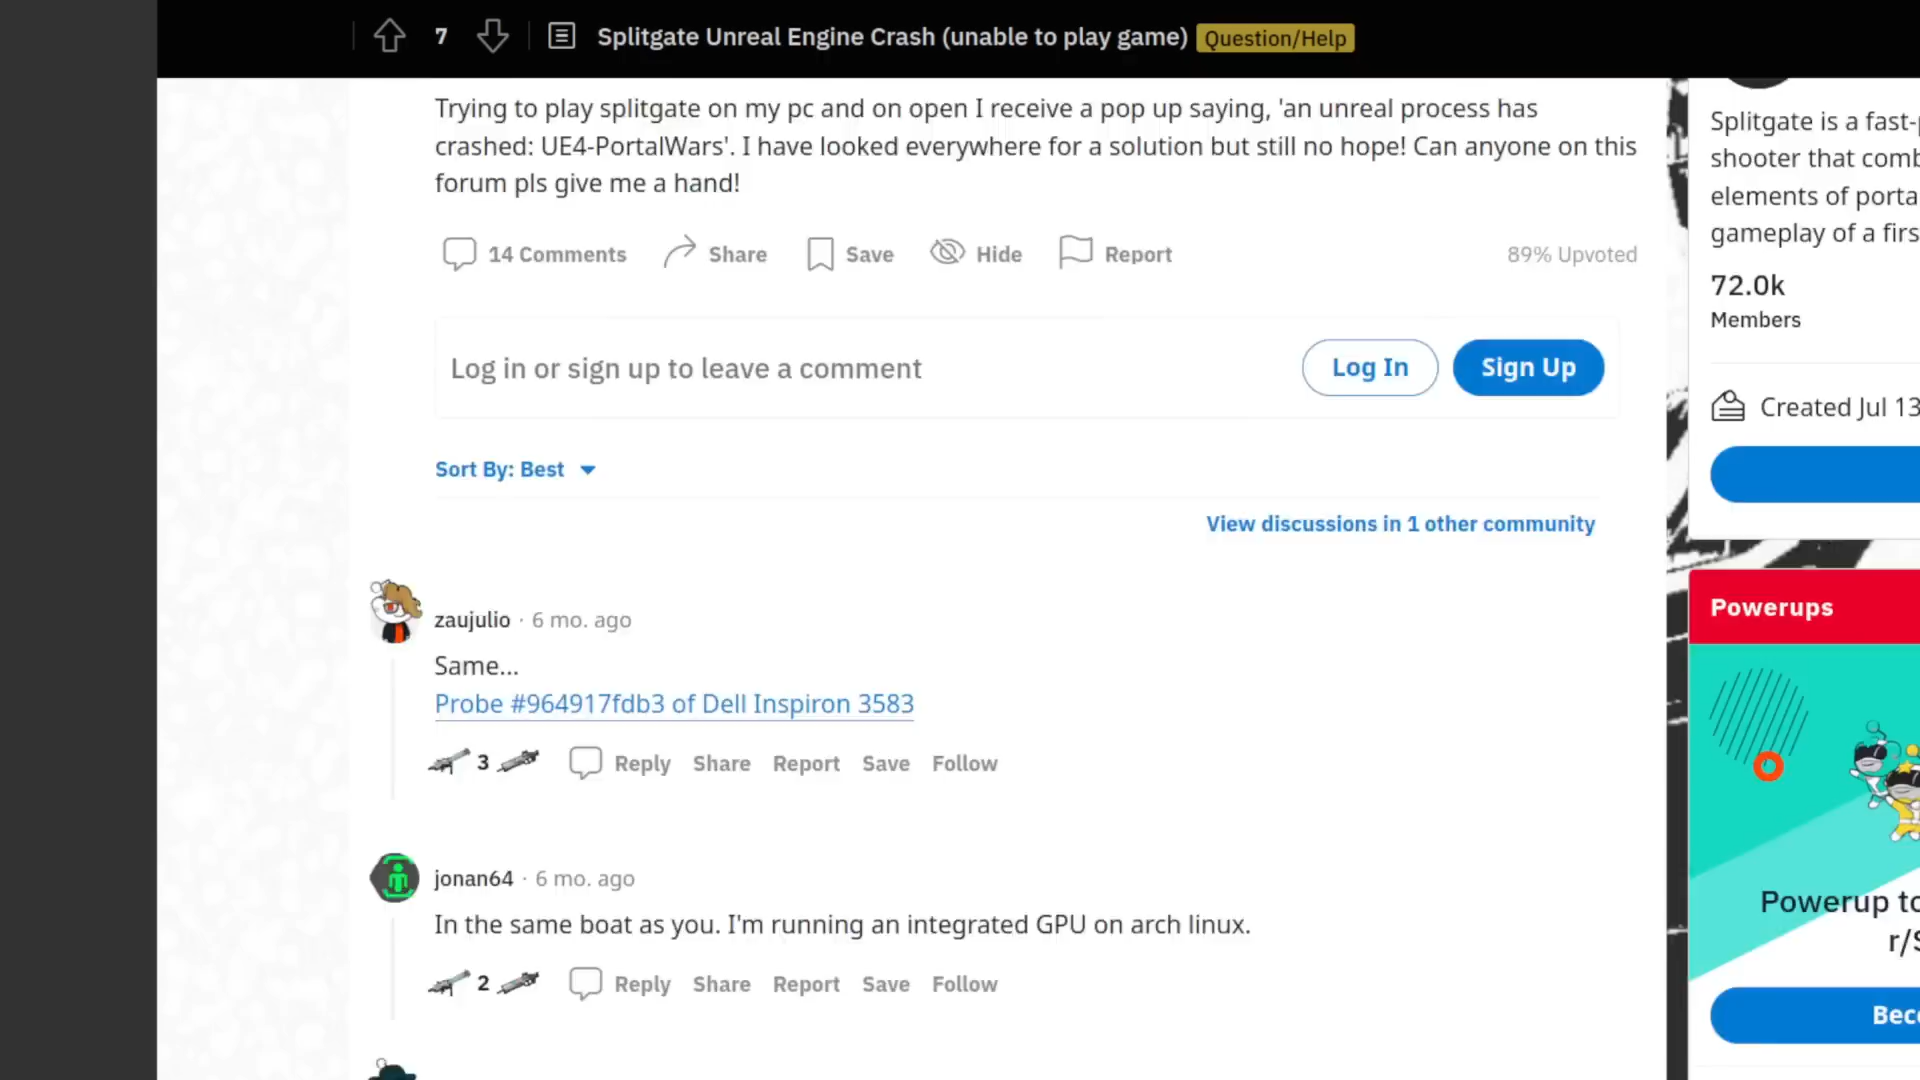 7
Splitgate Unreal Engine Crash (unable to play game) Question/Help
Trying to play splitgate on my pc and on open I receive a pop up saying, 'an unreal process has
crashed: UE4-PortalWars'. I have looked everywhere for a solution but still no hope! Can anyone on this
forum pls give me a hand!
14 Comments Share Save Hide Report 89% Upvoted
Log in or sign up to leave a comment Log In Sign Up
Sort By: Best
View discussions in 1 other community
zaujulio · 6 mo. ago
Same...
Probe #964917fdb3 of Dell Inspiron 3583
3 Reply Share Report Save Follow
jonan64 · 6 mo. ago
In the same boat as you. I'm running an integrated GPU on arch linux.
2 Reply Share Report Save Follow
Splitgate is a fast-
shooter that comb
elements of porta
gameplay of a firs
72.0k
Members
Created Jul 13
Powerups
Powerup to
r/S
Beco